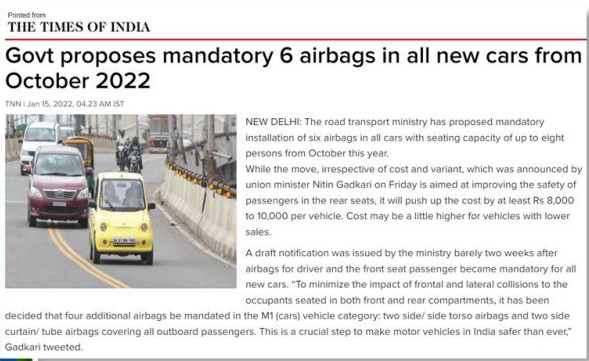 Printed from
THE TIMES OF INDIA
Govt proposes mandatory 6 airbags in all new cars from
October 2022
TNN | Jan 15, 2022, 04.23 AM IST
NEW DELHI: The road transport ministry has proposed mandatory
installation of six airbags in all cars with seating capacity of up to eight
persons from October this year.
While the move, irrespective of cost and variant, which was announced by
union minister Nitin Gadkari on Friday is aimed at improving the safety of
passengers in the rear seats, it will push up the cost by at least Rs 8,000
to 10,000 per vehicle. Cost may be a little higher for vehicles with lower
sales.
A draft notification was issued by the ministry barely two weeks after
airbags for driver and the front seat passenger became mandatory for all
new cars. “To minimize the impact of frontal and lateral collisions to the
occupants seated in both front and rear compartments, it has been
decided that four additional airbags be mandated in the M1 (cars) vehicle category: two side/ side torso airbags and two side
curtain/ tube airbags covering all outboard passengers. This is a crucial step to make motor vehicles in India safer than ever,”
Gadkari tweeted.